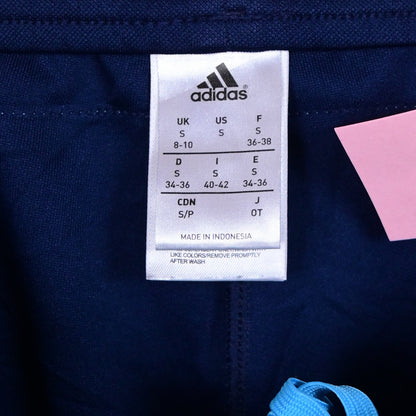 adidas
UK US F
S S S
8-10 36-38
D I E
S S S
34-36 40-42 34-36
CDN J
S/P OT
MADE IN INDONESIA
LIKE COLORS/REMOVE PROMPTLY
AFTER WASH